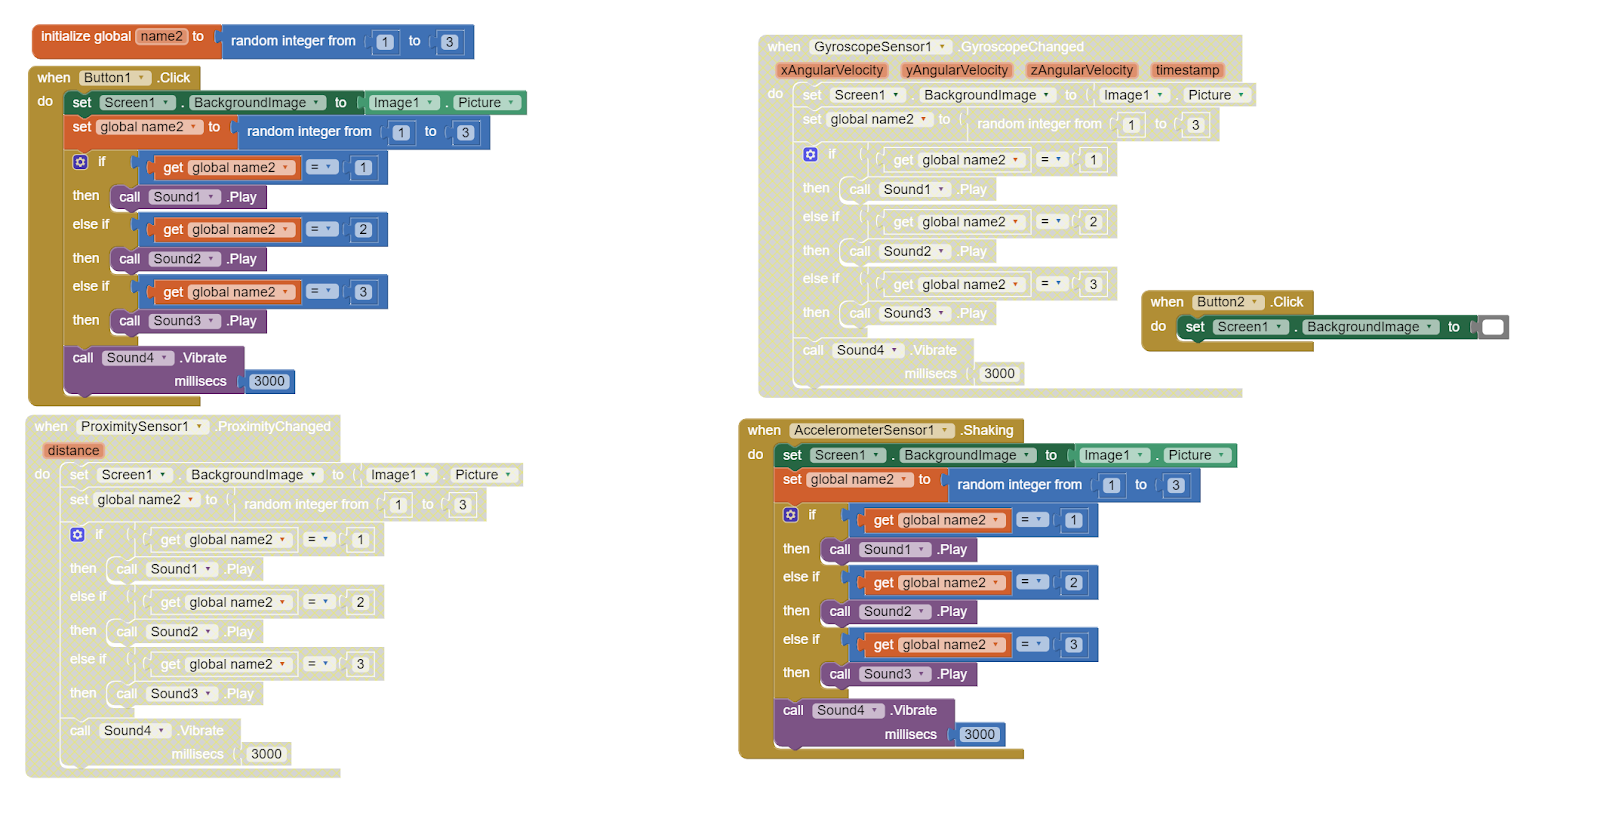 initialize global name2 to random integer from 1 to 3
when Button1 .Click
do set Screen1 . BackgroundImage to Image1 . Picture
set global name2 to random integer from 1 to 3
if get global name2 = 1
then call Sound1 .Play
else if get global name2 = 2
then call Sound2 .Play
else if get global name2 = 3
then call Sound3 .Play
call Sound4 .Vibrate
millisecs 3000
when ProximitySensor1 .ProximityChanged
distance
do set Screen1 . BackgroundImage to Image1 . Picture
set global name2 to random integer from 1 to 3
if get global name2 = 1
then call Sound1 .Play
else if get global name2 = 2
then call Sound2 .Play
else if get global name2 = 3
then call Sound3 .Play
call Sound4 .Vibrate
millisecs 3000
when GyroscopeSensor1 .GyroscopeChanged
xAngularVelocity yAngularVelocity zAngularVelocity timestamp
do set Screen1 . BackgroundImage to Image1 . Picture
set global name2 to random integer from 1 to 3
if get global name2 = 1
then call Sound1 .Play
else if get global name2 = 2
then call Sound2 .Play
else if get global name2 = 3
then call Sound3 .Play
call Sound4 .Vibrate
millisecs 3000
when Button2 .Click
do set Screen1 . BackgroundImage to
when AccelerometerSensor1 .Shaking
do set Screen1 . BackgroundImage to Image1 . Picture
set global name2 to random integer from 1 to 3
if get global name2 = 1
then call Sound1 .Play
else if get global name2 = 2
then call Sound2 .Play
else if get global name2 = 3
then call Sound3 .Play
call Sound4 .Vibrate
millisecs 3000